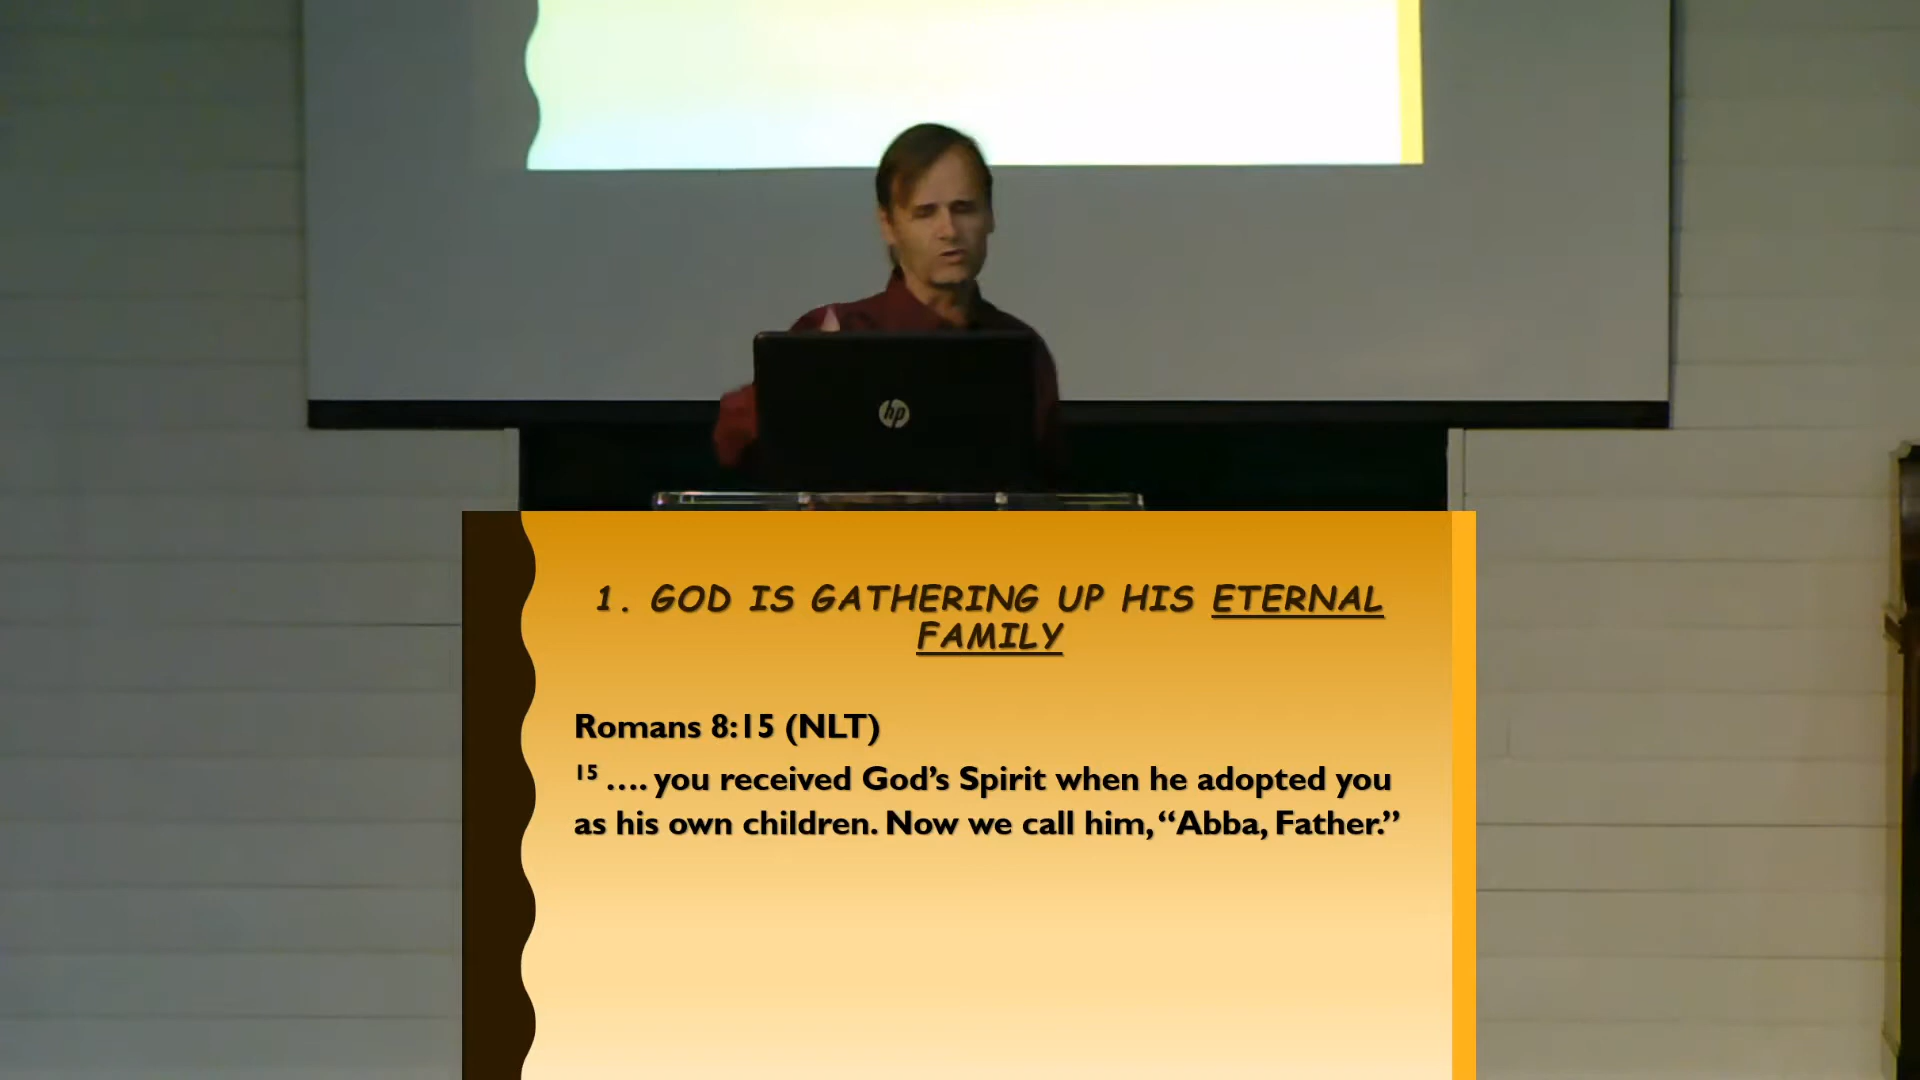 hp
1. GOD IS GATHERING UP HIS ETERNAL
FAMILY
Romans 8:15 (NLT)
15 .... you received God’s Spirit when he adopted you
as his own children. Now we call him, “Abba, Father.”